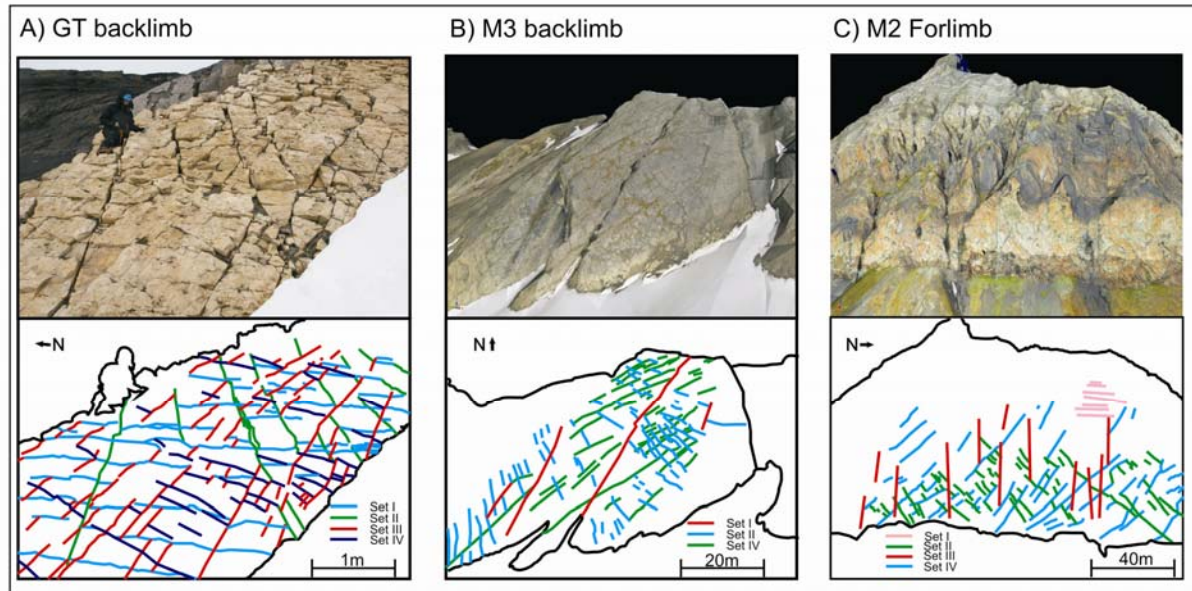 A) GT backlimb
B) M3 backlimb
C) M2 Forlimb
←N
Set I
Set II
Set III
Set IV
1m
N⬆
Set I
Set II
Set IV
20m
N→
Set I
Set II
Set III
Set IV
40m